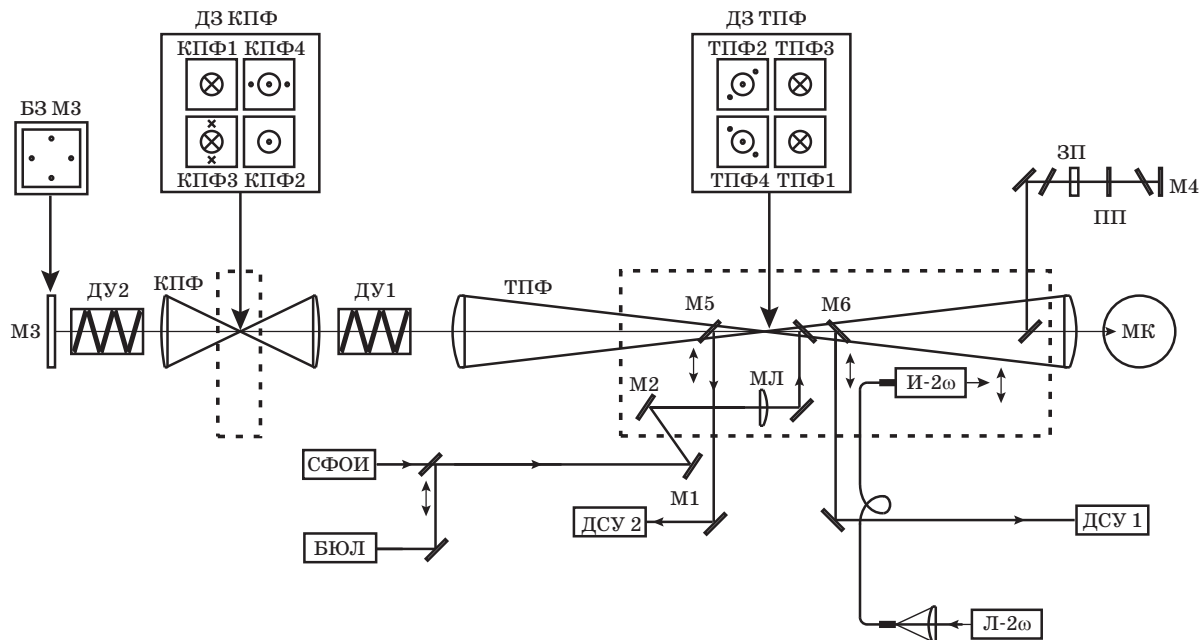 ДЗ КПФ
ДЗ ТПФ
КПФ1 КПФ4
ТПФ2 ТПФ3
БЗ М3
КПФ3 КПФ2
ТПФ4 ТПФ1
ЗП
М4
ПП
ДУ2
КПФ
ДУ1
ТПФ
М5
М6
М3
МК
М2
МЛ
И-2ω
СФОИ
М1
ДСУ 2
ДСУ 1
БЮЛ
Л-2ω